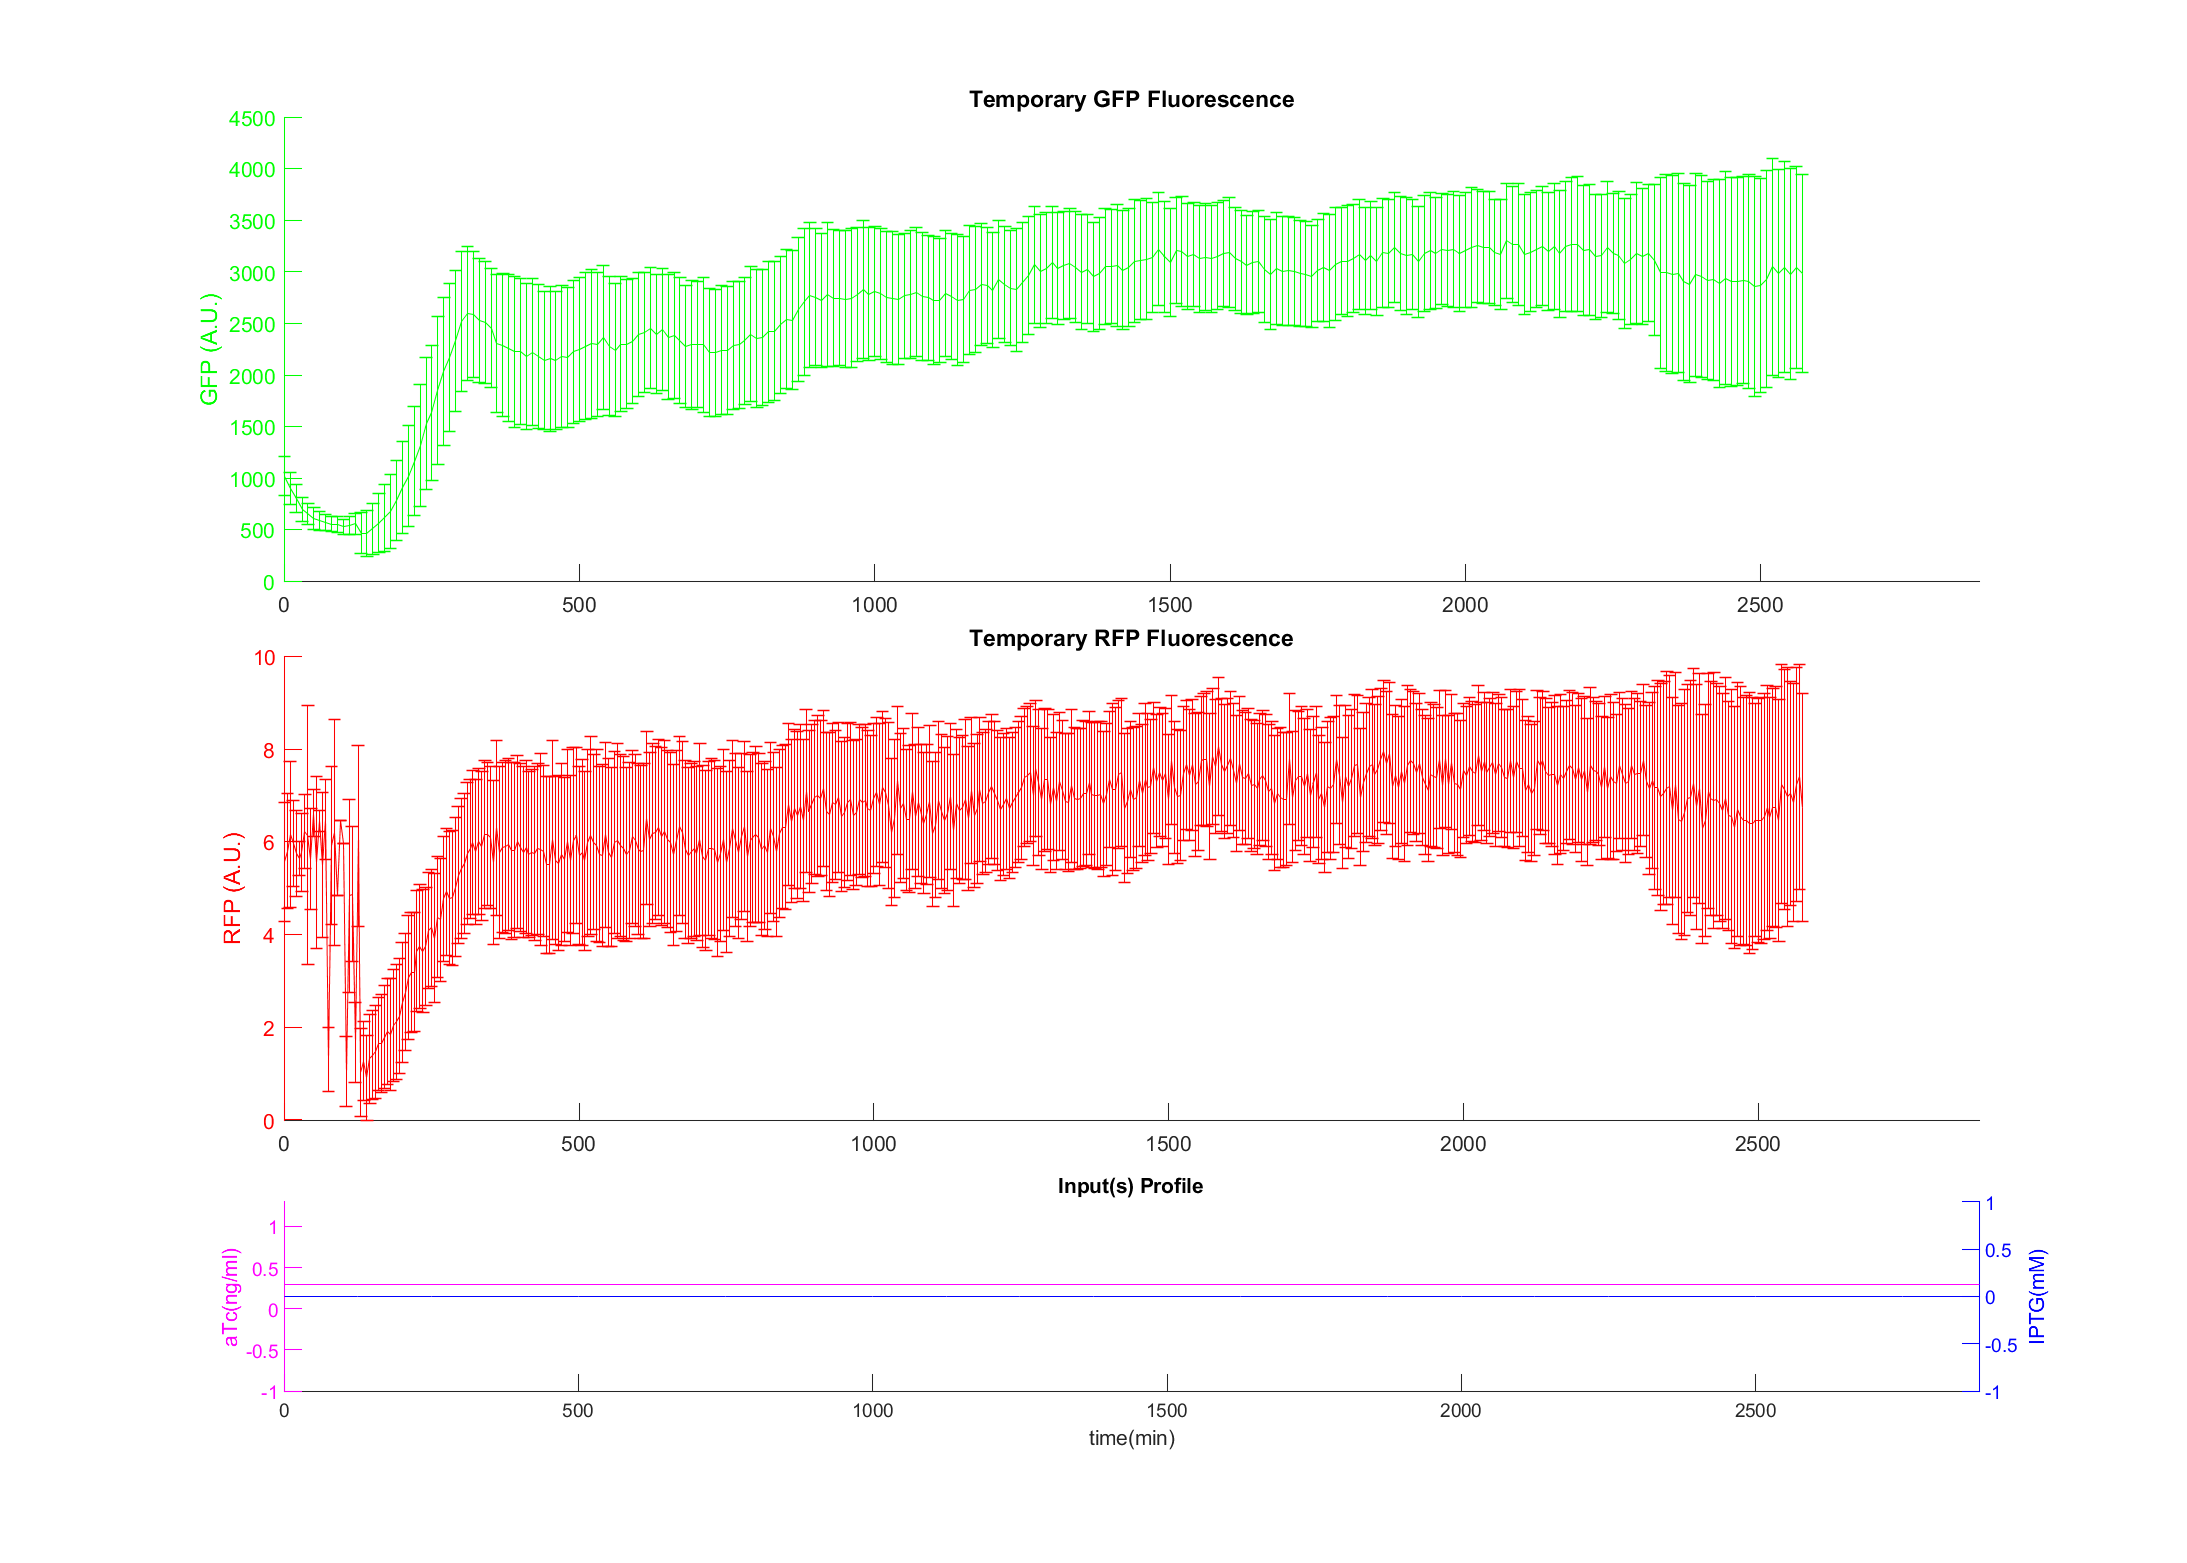 Temporary GFP Fluorescence
4500
4000
3500
3000
2500
2000
1500
1000
500
0
GFP (A.U.)
0 500 1000 1500 2000 2500
Temporary RFP Fluorescence
10
8
6
4
2
0
RFP (A.U.)
0 500 1000 1500 2000 2500
Input(s) Profile
1
0.5
0
-0.5
-1
aTc(ng/ml)
1
0.5
0
-0.5
-1
IPTG(mM)
0 500 1000 1500 2000 2500
time(min)